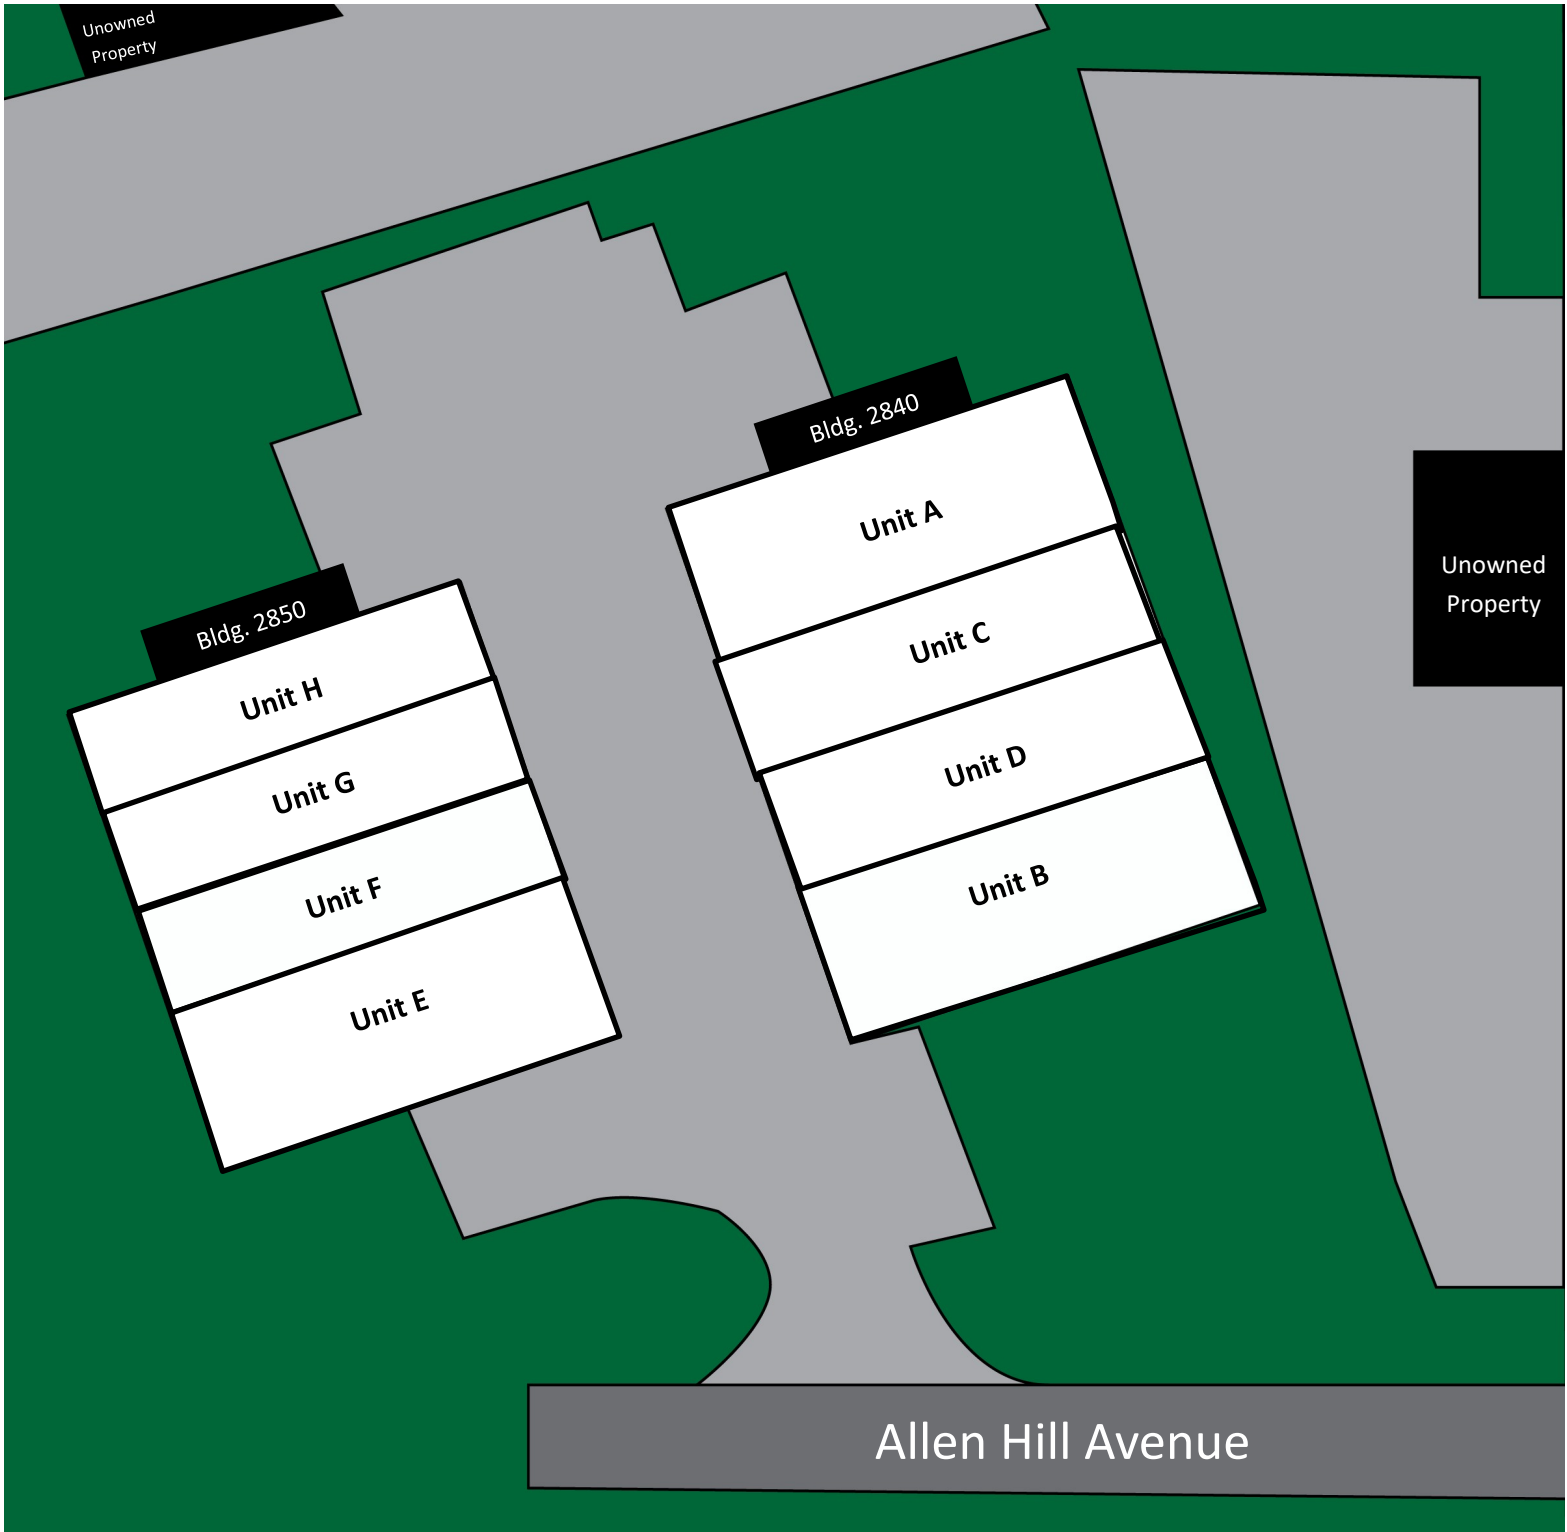 Unowned
Property
Bldg. 2840
Unit A
Unit C
Unit D
Unit B
Bldg. 2850
Unit H
Unit G
Unit F
Unit E
Unowned
Property
Allen Hill Avenue